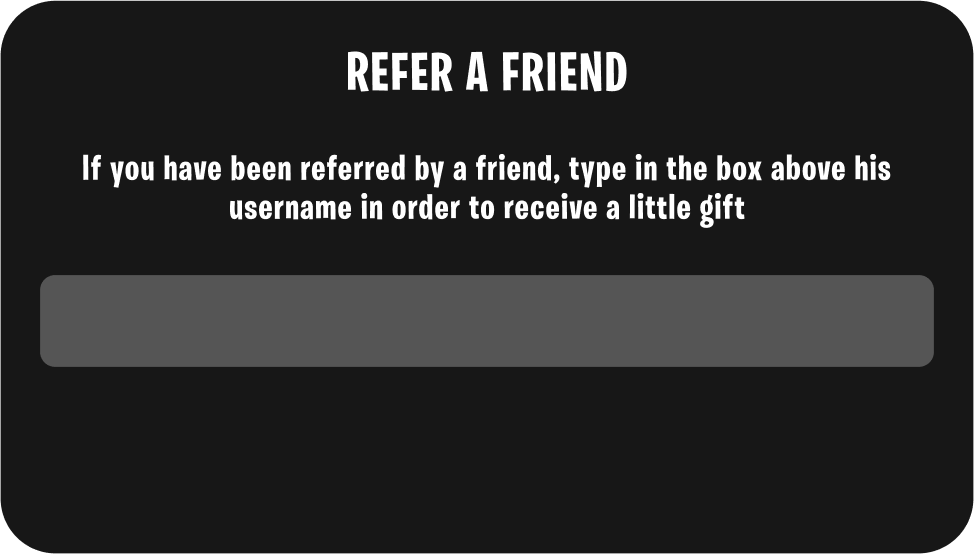 REFER A FRIEND
If you have been referred by a friend, type in the box above his
username in order to receive a little gift